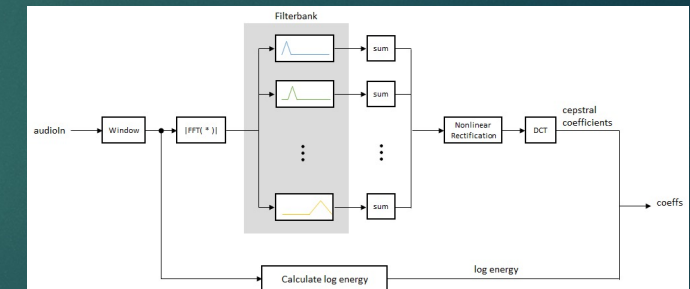 Filterbank
sum
sum
cepstral
coefficients
audioIn
Window
|FFT( * )|
Nonlinear
Rectification
DCT
sum
coeffs
log energy
Calculate log energy